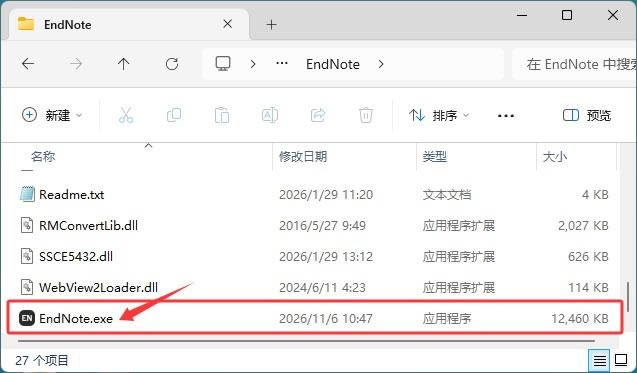 EndNote
EndNote
在 EndNote 中搜索
新建
排序
预览
名称 修改日期 类型 大小
Readme.txt 2026/1/29 11:20 文本文档 4 KB
RMConvertLib.dll 2016/5/27 9:49 应用程序扩展 2,027 KB
SSCE5432.dll 2026/1/29 13:12 应用程序扩展 626 KB
WebView2Loader.dll 2024/6/11 4:23 应用程序扩展 114 KB
EN EndNote.exe 2026/11/6 10:47 应用程序 12,460 KB
27 个项目